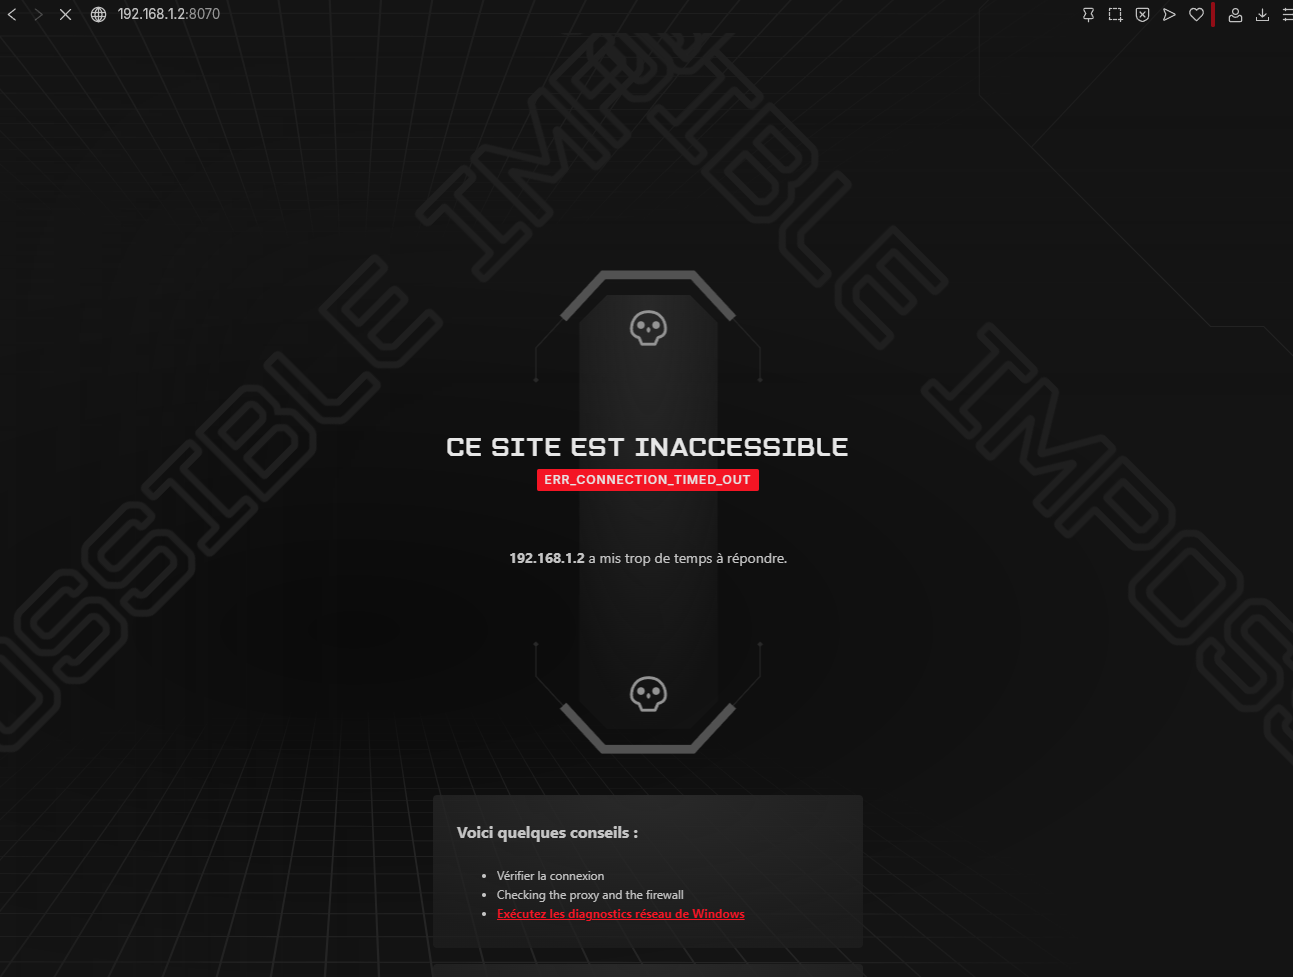 192.168.1.2:8070
IMPOSSIBLE IMPOSSIBLE IMPOS
CE SITE EST INACCESSIBLE
ERR_CONNECTION_TIMED_OUT
192.168.1.2 a mis trop de temps à répondre.
Voici quelques conseils :
Vérifier la connexion
Checking the proxy and the firewall
Exécutez les diagnostics réseau de Windows